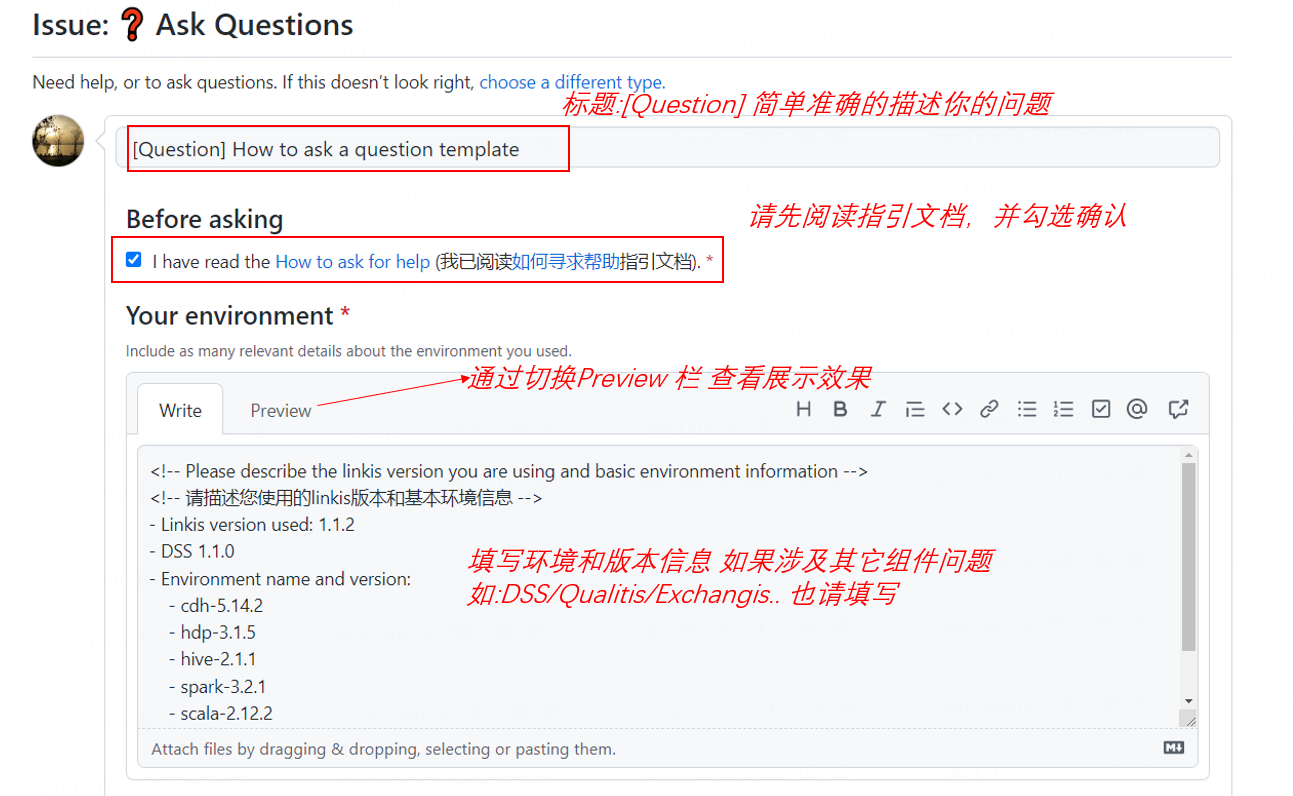 Issue: ❓ Ask Questions
Need help, or to ask questions. If this doesn’t look right, choose a different type.
标题:[Question] 简单准确的描述你的问题
[Question] How to ask a question template
请先阅读指引文档，并勾选确认
Before asking
I have read the How to ask for help (我已阅读如何寻求帮助指引文档). *
Your environment *
Include as many relevant details about the environment you used.
通过切换Preview 栏 查看展示效果
Write Preview
<!-- Please describe the linkis version you are using and basic environment information -->
<!-- 请描述您使用的linkis版本和基本环境信息 -->
- Linkis version used: 1.1.2
- DSS 1.1.0
填写环境和版本信息 如果涉及其它组件问题
如:DSS/Qualitis/Exchangis.. 也请填写
- Environment name and version:
- cdh-5.14.2
- hdp-3.1.5
- hive-2.1.1
- spark-3.2.1
- scala-2.12.2
Attach files by dragging & dropping, selecting or pasting them.